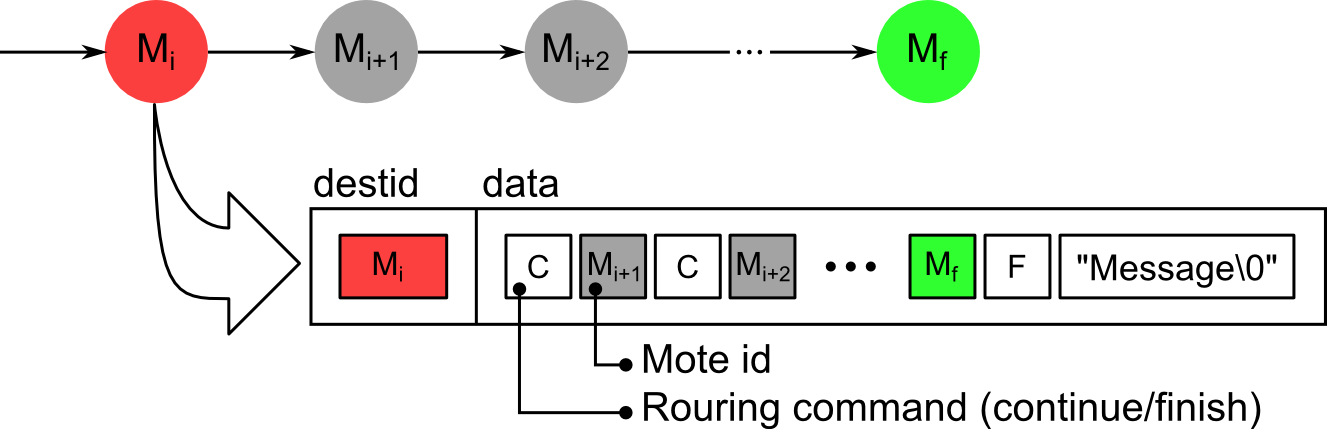 M_i M_{i+1} M_{i+2} ... M_f
destid data
M_i C M_{i+1} C M_{i+2} ... M_f F "Message\0"
Mote id
Rouring command (continue/finish)